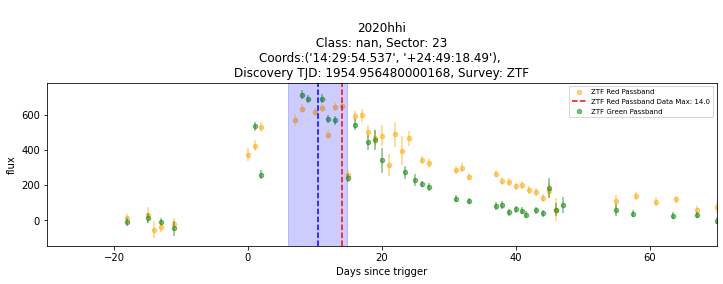 2020hhi
Class: nan, Sector: 23
Coords:('14:29:54.537', '+24:49:18.49'),
Discovery TJD: 1954.956480000168, Survey: ZTF
ZTF Red Passband
ZTF Red Passband Data Max: 14.0
ZTF Green Passband
flux
600
400
200
0
−20
0
20
40
60
Days since trigger